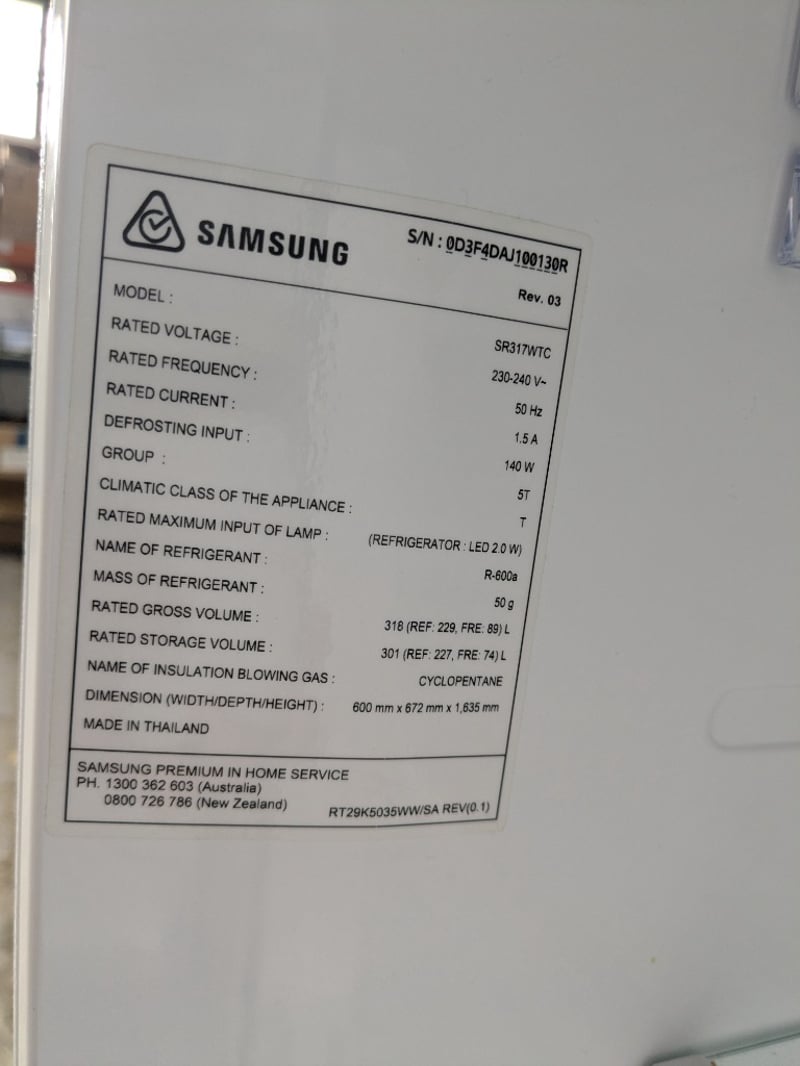 SAMSUNG S/N : 0D3F4DAJ100130R
Rev. 03
MODEL : SR317WTC
RATED VOLTAGE : 230-240 V~
RATED FREQUENCY : 50 Hz
RATED CURRENT : 1.5 A
DEFROSTING INPUT : 140 W
GROUP : 5T
CLIMATIC CLASS OF THE APPLIANCE : T
RATED MAXIMUM INPUT OF LAMP : (REFRIGERATOR : LED 2.0 W)
NAME OF REFRIGERANT : R-600a
MASS OF REFRIGERANT : 50 g
RATED GROSS VOLUME : 318 (REF: 229, FRE: 89) L
RATED STORAGE VOLUME : 301 (REF: 227, FRE: 74) L
NAME OF INSULATION BLOWING GAS : CYCLOPENTANE
DIMENSION (WIDTH/DEPTH/HEIGHT) : 600 mm x 672 mm x 1,635 mm
MADE IN THAILAND
SAMSUNG PREMIUM IN HOME SERVICE
PH. 1300 362 603 (Australia)
0800 726 786 (New Zealand) RT29K5035WW/SA REV(0.1)